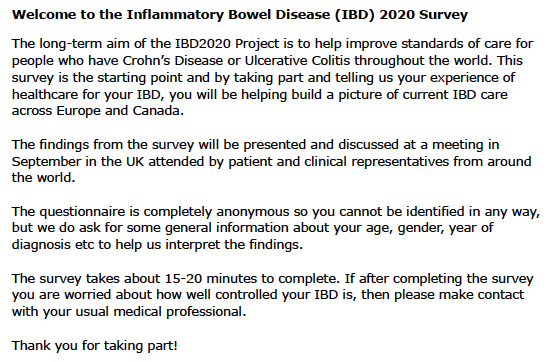 Welcome to the Inflammatory Bowel Disease (IBD) 2020 Survey
The long-term aim of the IBD2020 Project is to help improve standards of care for
people who have Crohn's Disease or Ulcerative Colitis throughout the world. This
survey is the starting point and by taking part and telling us your experience of
healthcare for your IBD, you will be helping build a picture of current IBD care
across Europe and Canada.
The findings from the survey will be presented and discussed at a meeting in
September in the UK attended by patient and clinical representatives from around
the world.
The questionnaire is completely anonymous so you cannot be identified in any way,
but we do ask for some general information about your age, gender, year of
diagnosis etc to help us interpret the findings.
The survey takes about 15-20 minutes to complete. If after completing the survey
you are worried about how well controlled your IBD is, then please make contact
with your usual medical professional.
Thank you for taking part!